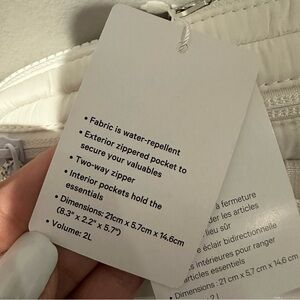 • Fabric is water-repellent
• Exterior zippered pocket to
secure your valuables
• Two-way zipper
• Interior pockets hold the
essentials
• Dimensions: 21cm x 5.7cm x 14.6cm
(8.3" x 2.2" x 5.7")
• Volume: 2L
à fermeture
der les articles
lieu sûr
éclair bidirectionnelle
intérieures pour ranger
articles essentiels
• Dimensions : 21 cm x 5,7 cm x 14,6
: 2 L